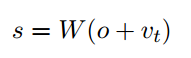 s = W(o + v_t)